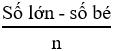 Số lớn - số bé
n